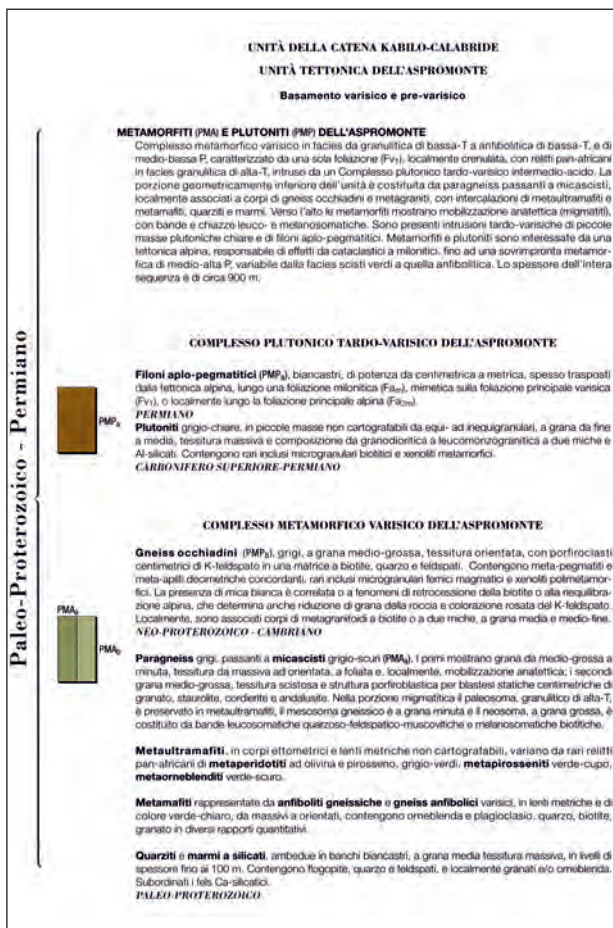 UNITÀ DELLA CATENA KABILO-CALABRIDE
UNITÀ TETTONICA DELL'ASPROMONTE
Basamento varisico e pre-varisico
METAMORFITI (PMA) E PLUTONITI (PMP) DELL'ASPROMONTE
Complesso metamorfico varisico in facies da granulitica di bassa-T a anfibolitica di bassa-T, e di
medio-bassa P, caratterizzato da una sola foliazione (Fv₁), localmente crenulata, con relitti pan-africani
in facies granulitica di alta-T, intruso da un Complesso plutonico tardo-varisico intermedio-acido. La
porzione geometricamente inferiore dell'unità è costituita da paragneiss passanti a micascisti,
localmente associati a corpi di gneiss occhiadini e metagraniti, con intercalazioni di metaultramafiti e
metamafiti, quarziti e marmi. Verso l'alto le metamorfiti mostrano mobilizzazione anatettica (migmatiti),
con bande e chiazze leuco- e melanosomatiche. Sono presenti intrusioni tardo-varisiche di piccole
masse plutoniche chiare e di filoni aplo-pegmatitici. Metamorfiti e plutoniti sono interessate da una
tettonica alpina, responsabile di effetti da cataclastici a milonitici, fino ad una sovrimpronta metamor-
fica di medio-alta P, variabile dalla facies scisti verdi a quella anfibolitica. Lo spessore dell'intera
sequenza è di circa 900 m.
COMPLESSO PLUTONICO TARDO-VARISICO DELL'ASPROMONTE
Filoni aplo-pegmatitici (PMPₐ), biancastri, di potenza da centimetrica a metrica, spesso trasposti
dalla tettonica alpina, lungo una foliazione milonitica (Faₘ), mimetica sulla foliazione principale varisica
(Fv₁), o localmente lungo la foliazione principale alpina (Fa₂ₘ).
PMPₐ
PERMIANO
Plutoniti grigio-chiare, in piccole masse non cartografabili da equi- ad inequigranulari, a grana da fine
a media, tessitura massiva e composizione da granodioritica a leucomonzogranitica a due miche e
Al-silicati. Contengono rari inclusi microgranulari biotitici e xenoliti metamorfici.
CARBONIFERO SUPERIORE-PERMIANO
Paleo-Proterozoico - Permiano
COMPLESSO METAMORFICO VARISICO DELL'ASPROMONTE
Gneiss occhiadini (PMPᵦ), grigi, a grana medio-grossa, tessitura orientata, con porfiroclasti
centimetrici di K-feldspato in una matrice a biotite, quarzo e feldspati. Contengono meta-pegmatiti e
meta-apliti decimetriche concordanti, rari inclusi microgranulari femici magmatici e xenoliti polimetamor-
fici. La presenza di mica bianca è correlata o a fenomeni di retrocessione della biotite o alla riequilibra-
zione alpina, che determina anche riduzione di grana della roccia e colorazione rosata del K-feldspato.
Localmente, sono associati corpi di metagranitoidi a biotite o a due miche, a grana media e medio-fine.
NEO-PROTEROZOICO - CAMBRIANO
Paragneiss grigi, passanti a micascisti grigio-scuri (PMAₐ). I primi mostrano grana da medio-grossa a
minuta, tessitura da massiva ad orientata, a foliata e, localmente, mobilizzazione anatettica; i secondi
grana medio-grossa, tessitura scistosa e struttura porfiroblastica per blastesi statiche centimetriche di
granato, staurolite, cordierite e andalusite. Nella porzione migmatitica il paleosoma, granulitico di alta-T,
è preservato in metaultramafiti, il mesosoma gneissico è a grana minuta e il neosoma, a grana grossa, è
costituito da bande leucosomatiche quarzoso-feldspatico-muscovitiche e melanosomatiche biotitiche.
Metaultramafiti, in corpi ettometrici e lenti metriche non cartografabili, variano da rari relitti
pan-africani di metaperidotiti ad olivina e pirosseno, grigio-verdi, metapirosseniti verde-cupo,
metaorneblenditi verde-scuro.
Metamafiti rappresentate da anfiboliti gneissiche e gneiss anfibolici varisici, in lenti metriche e di
colore verde-chiaro, da massivi a orientati, contengono orneblenda e plagioclasio, quarzo, biotite,
granato in diversi rapporti quantitativi.
Quarziti e marmi a silicati, ambedue in banchi biancastri, a grana media tessitura massiva, in livelli di
spessore fino ai 100 m. Contengono flogopite, quarzo e feldspati, e localmente granati e/o orneblenda.
Subordinati i fels Ca-silicatici.
PALEO-PROTEROZOICO